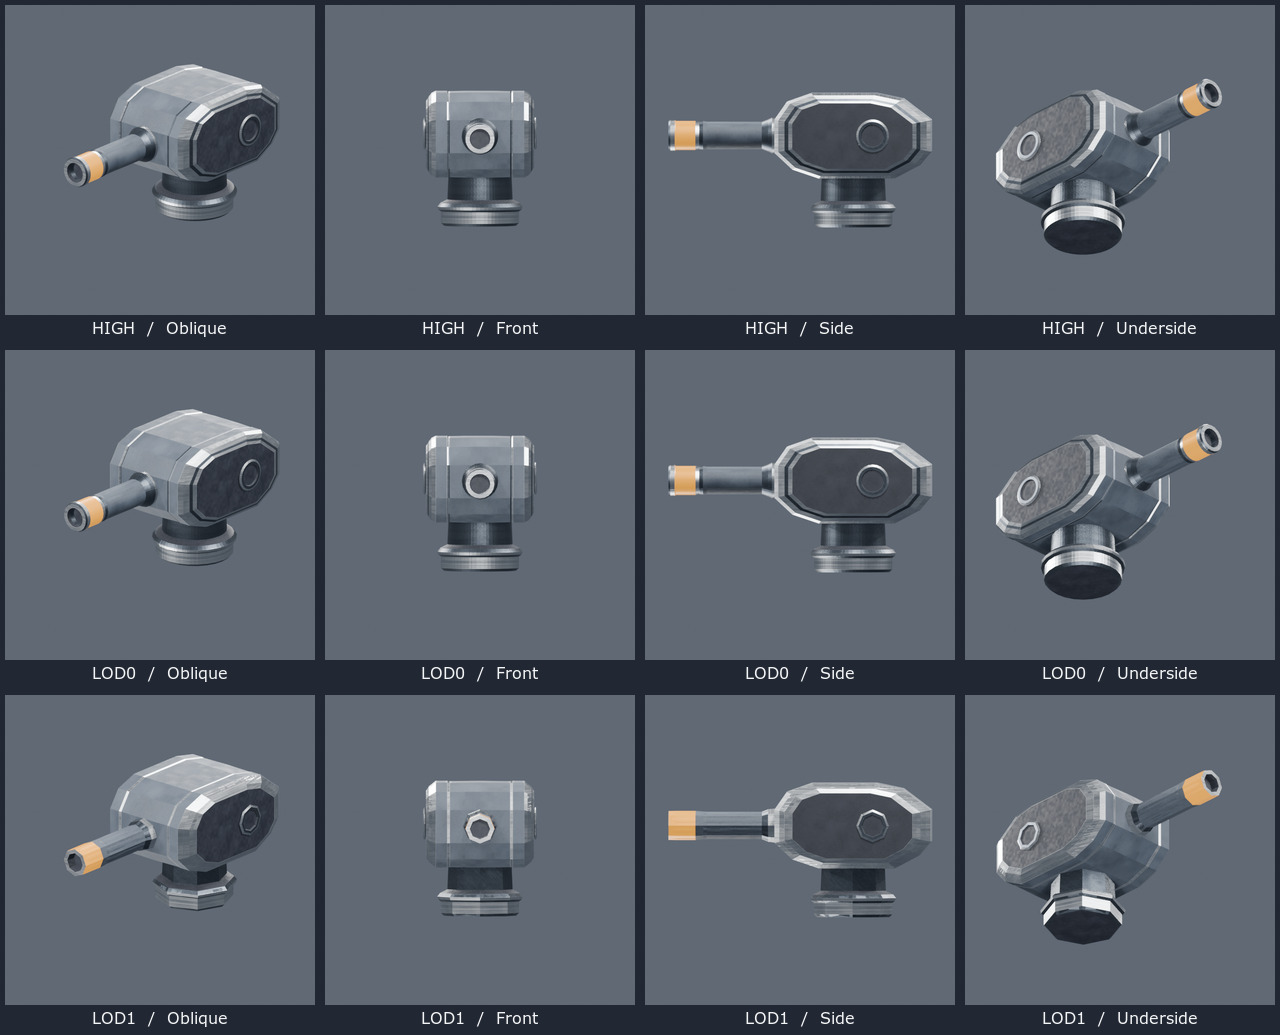 HIGH / Oblique
HIGH / Front
HIGH / Side
HIGH / Underside
LOD0 / Oblique
LOD0 / Front
LOD0 / Side
LOD0 / Underside
LOD1 / Oblique
LOD1 / Front
LOD1 / Side
LOD1 / Underside